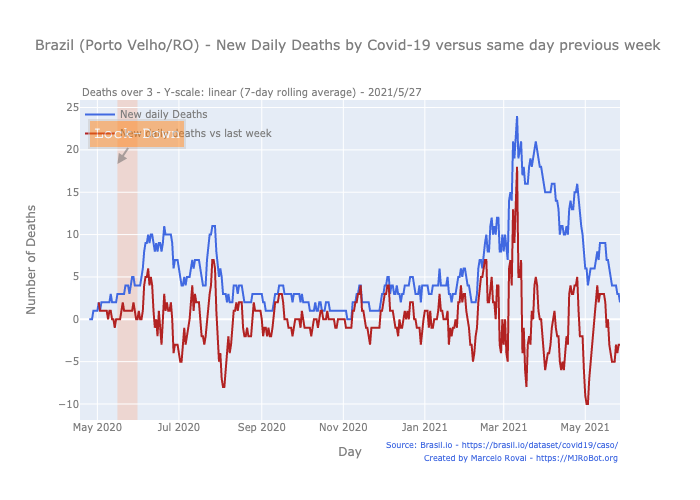 Brazil (Porto Velho/RO) - New Daily Deaths by Covid-19 versus same day previous week
Deaths over 3 - Y-scale: linear (7-day rolling average) - 2021/5/27
New daily Deaths
New daily deaths vs last week
Lock Down
Number of Deaths
25
20
15
10
5
0
−5
−10
May 2020
Jul 2020
Sep 2020
Nov 2020
Jan 2021
Mar 2021
May 2021
Day
Source: Brasil.io - https://brasil.io/dataset/covid19/caso/
Created by Marcelo Rovai - https://MJRoBot.org